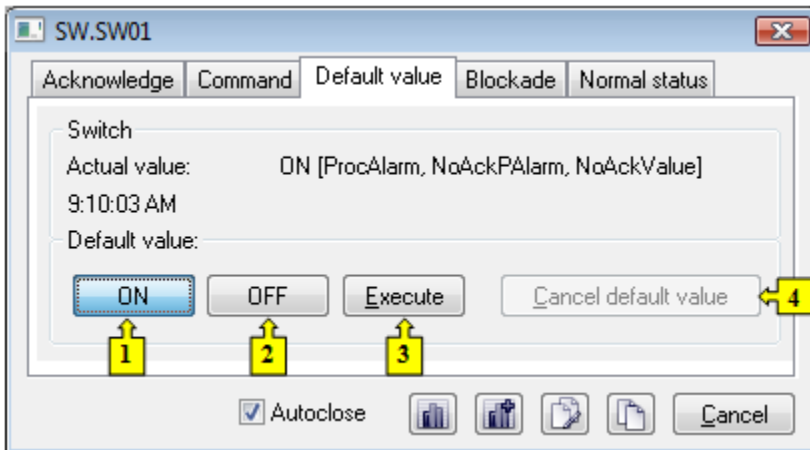 SW.SW01
Acknowledge Command Default value Blockade Normal status
Switch
Actual value: ON [ProcAlarm, NoAckPAlarm, NoAckValue]
9:10:03 AM
Default value:
ON OFF Execute Cancel default value 4
1 2 3
Autoclose Cancel